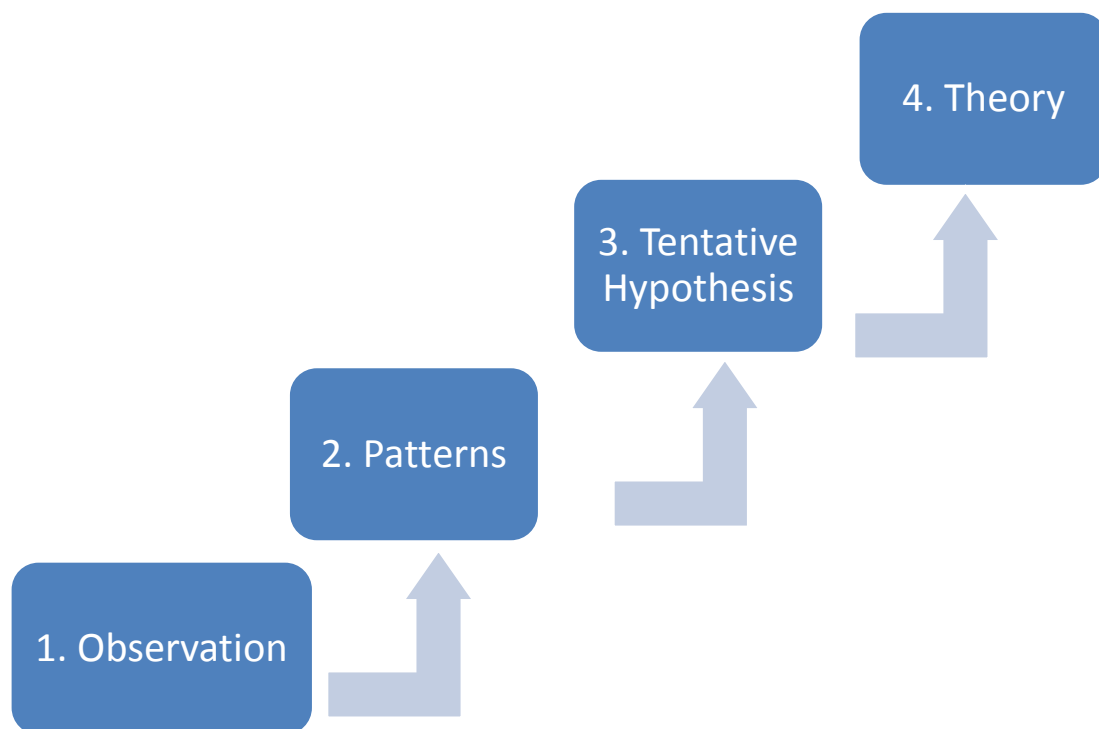 4. Theory
3. Tentative
Hypothesis
2. Patterns
1. Observation